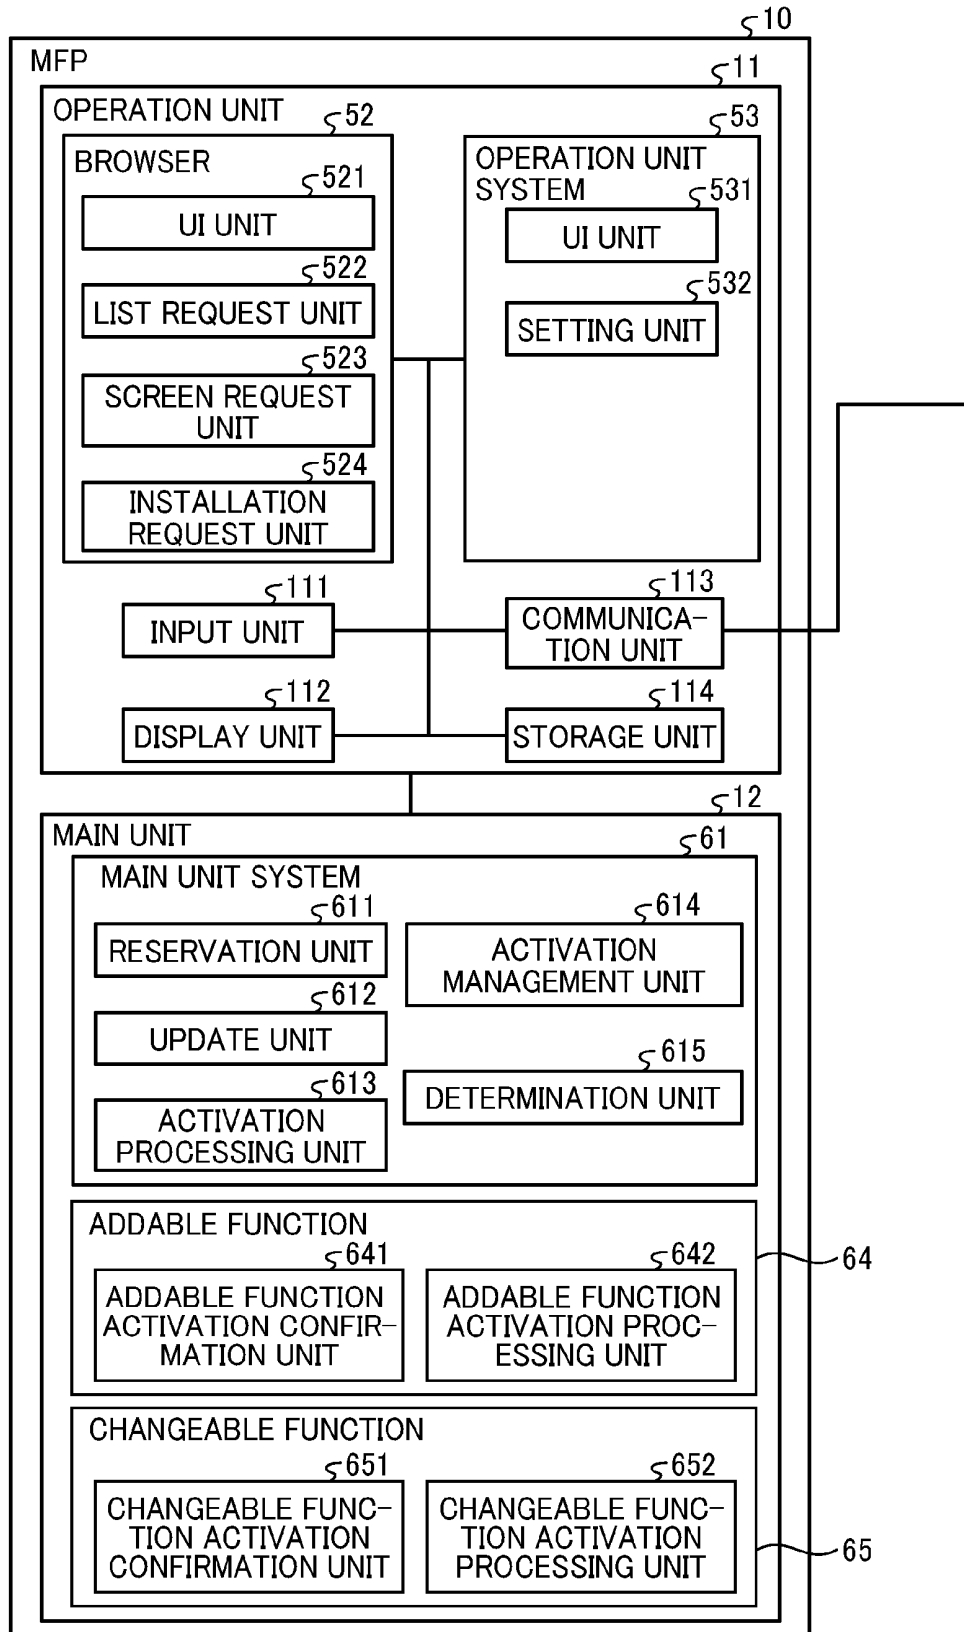 10
MFP
11
OPERATION UNIT
52
BROWSER
521
UI UNIT
522
LIST REQUEST UNIT
523
SCREEN REQUEST
UNIT
524
INSTALLATION
REQUEST UNIT
53
OPERATION UNIT
SYSTEM
531
UI UNIT
532
SETTING UNIT
111
INPUT UNIT
113
COMMUNICA-
TION UNIT
112
DISPLAY UNIT
114
STORAGE UNIT
12
MAIN UNIT
61
MAIN UNIT SYSTEM
611
RESERVATION UNIT
612
UPDATE UNIT
613
ACTIVATION
PROCESSING UNIT
614
ACTIVATION
MANAGEMENT UNIT
615
DETERMINATION UNIT
ADDABLE FUNCTION
64
641
ADDABLE FUNCTION
ACTIVATION CONFIR-
MATION UNIT
642
ADDABLE FUNCTION
ACTIVATION PROC-
ESSING UNIT
CHANGEABLE FUNCTION
651
CHANGEABLE FUNC-
TION ACTIVATION
CONFIRMATION UNIT
652
CHANGEABLE FUNC-
TION ACTIVATION
PROCESSING UNIT
65